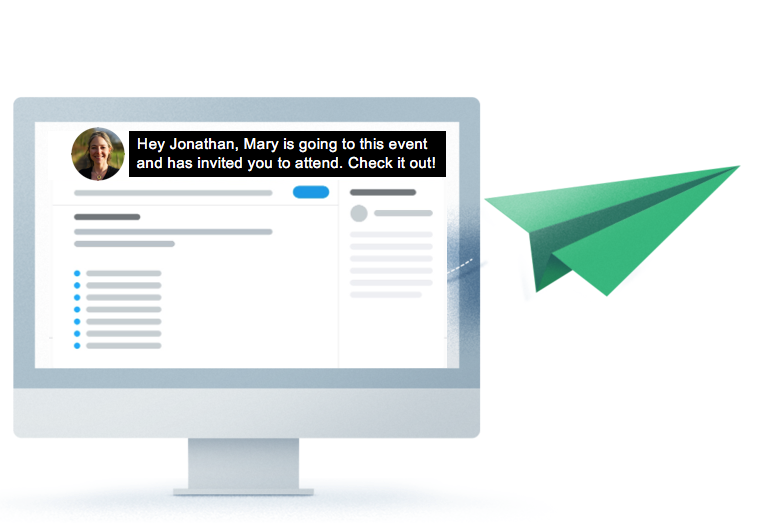 Hey Jonathan, Mary is going to this event
and has invited you to attend. Check it out!